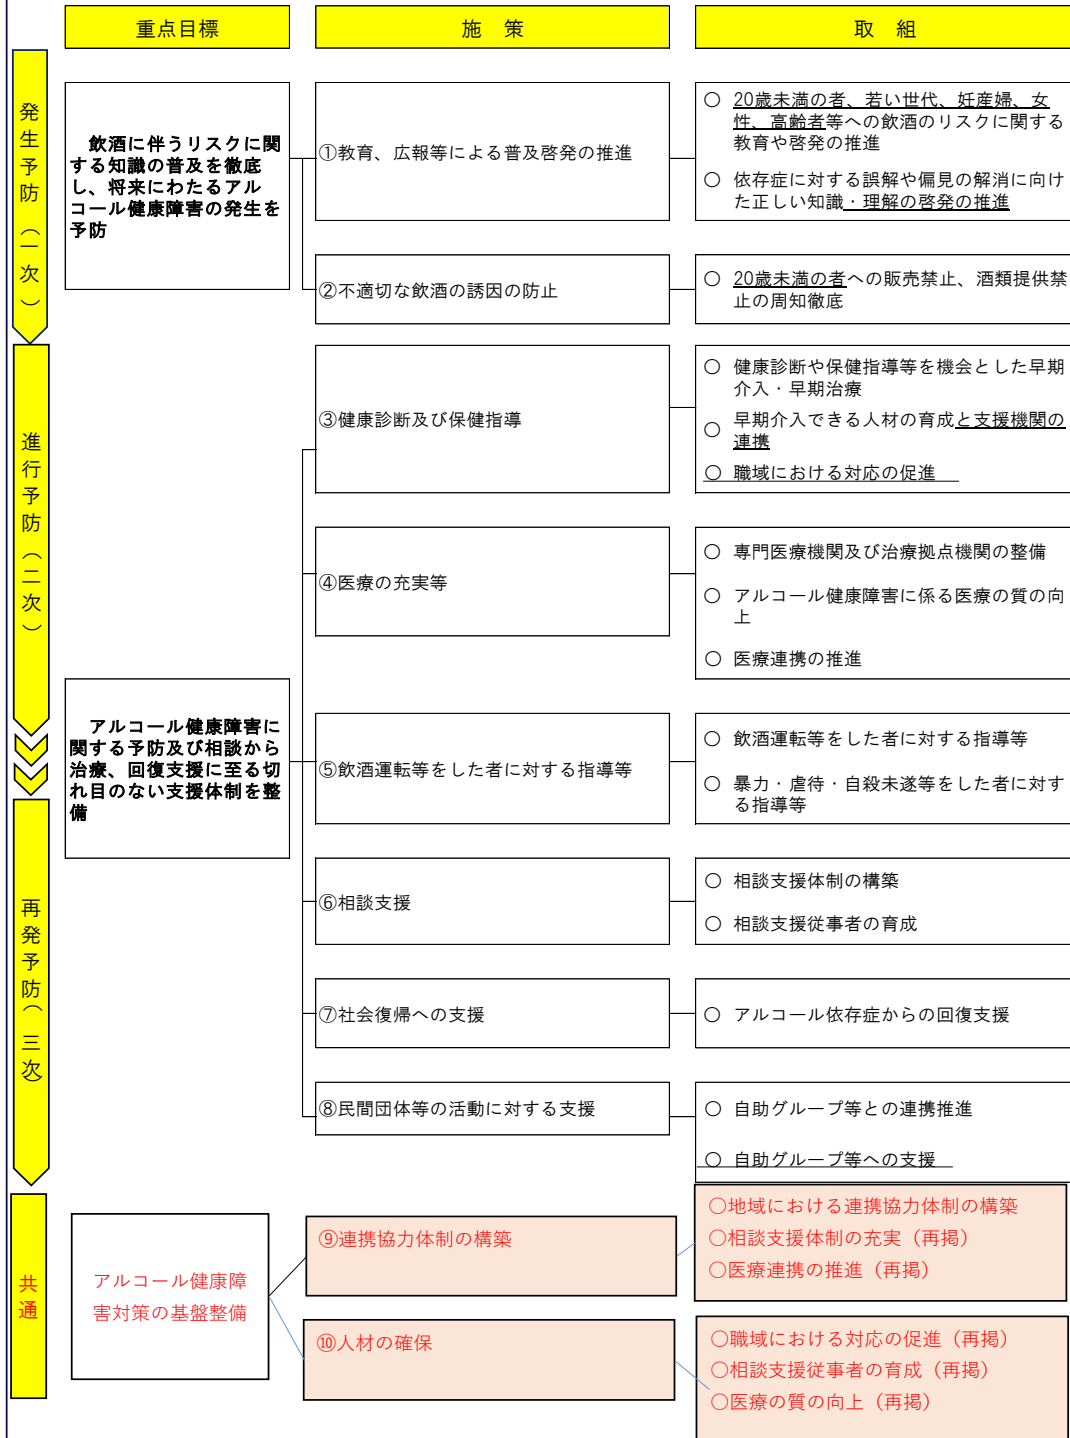 重点目標
施　策
取　組
発生予防（一次）
飲酒に伴うリスクに関
する知識の普及を徹底
し、将来にわたるアル
コール健康障害の発生を
予防
①教育、広報等による普及啓発の推進
○ 20歳未満の者、若い世代、妊産婦、女
性、高齢者等への飲酒のリスクに関する
教育や啓発の推進
○ 依存症に対する誤解や偏見の解消に向け
た正しい知識・理解の啓発の推進
②不適切な飲酒の誘因の防止
○ 20歳未満の者への販売禁止、酒類提供禁
止の周知徹底
進行予防（二次）
③健康診断及び保健指導
○ 健康診断や保健指導等を機会とした早期
介入・早期治療
○ 早期介入できる人材の育成と支援機関の
連携
○ 職域における対応の促進
④医療の充実等
○ 専門医療機関及び治療拠点機関の整備
○ アルコール健康障害に係る医療の質の向
上
○ 医療連携の推進
アルコール健康障害に
関する予防及び相談から
治療、回復支援に至る切
れ目のない支援体制を整
備
⑤飲酒運転等をした者に対する指導等
○ 飲酒運転等をした者に対する指導等
○ 暴力・虐待・自殺未遂等をした者に対す
る指導等
再発予防（三次）
⑥相談支援
○ 相談支援体制の構築
○ 相談支援従事者の育成
⑦社会復帰への支援
○ アルコール依存症からの回復支援
⑧民間団体等の活動に対する支援
○ 自助グループ等との連携推進
○ 自助グループ等への支援
共通
アルコール健康障
害対策の基盤整備
⑨連携協力体制の構築
○地域における連携協力体制の構築
○相談支援体制の充実（再掲）
○医療連携の推進（再掲）
⑩人材の確保
○職域における対応の促進（再掲）
○相談支援従事者の育成（再掲）
○医療の質の向上（再掲）